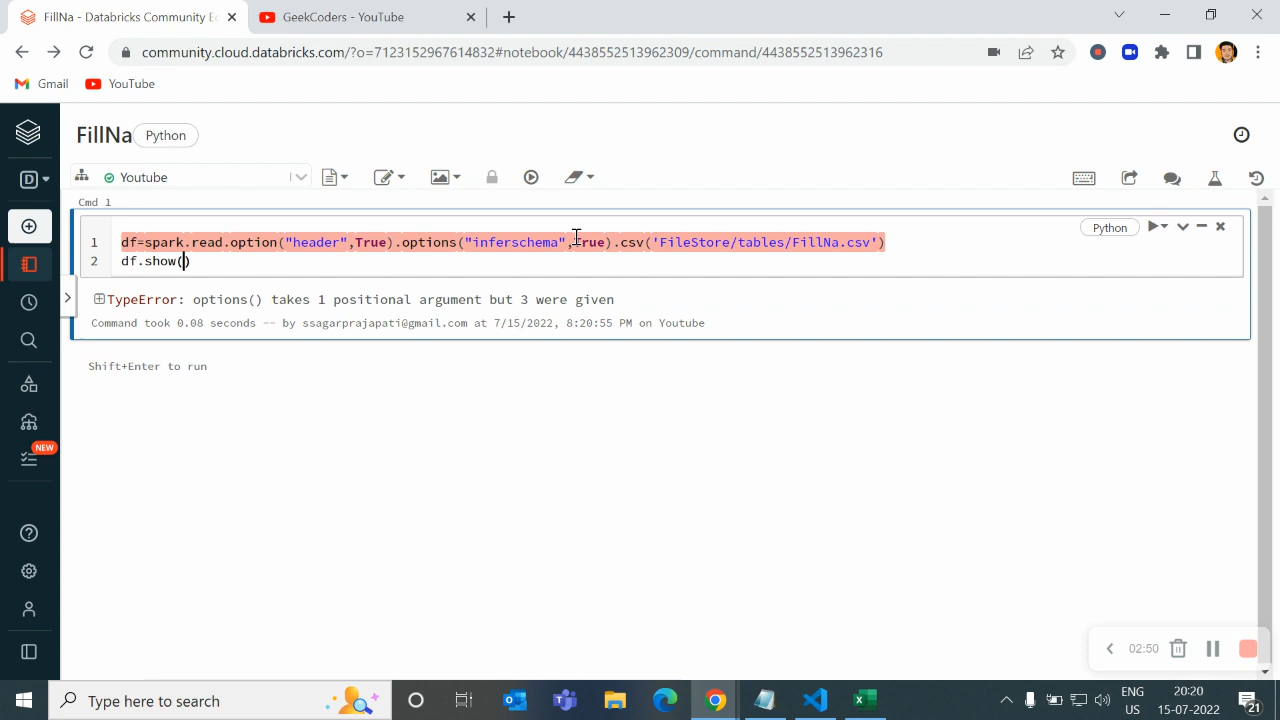 FillNa - Databricks Community Ec
GeekCoders - YouTube
community.cloud.databricks.com/?o=7123152967614832#notebook/4438552513962309/command/4438552513962316
Gmail
YouTube
FillNa
Python
D
Youtube
Cmd 1
Python
1 df=spark.read.option("header",True).options("inferschema",True).csv('FileStore/tables/FillNa.csv')
2 df.show()
TypeError: options() takes 1 positional argument but 3 were given
Command took 0.08 seconds -- by ssagarprajapati@gmail.com at 7/15/2022, 8:20:55 PM on Youtube
Shift+Enter to run
NEW
02:50
Type here to search
ENG
US
20:20
15-07-2022
21